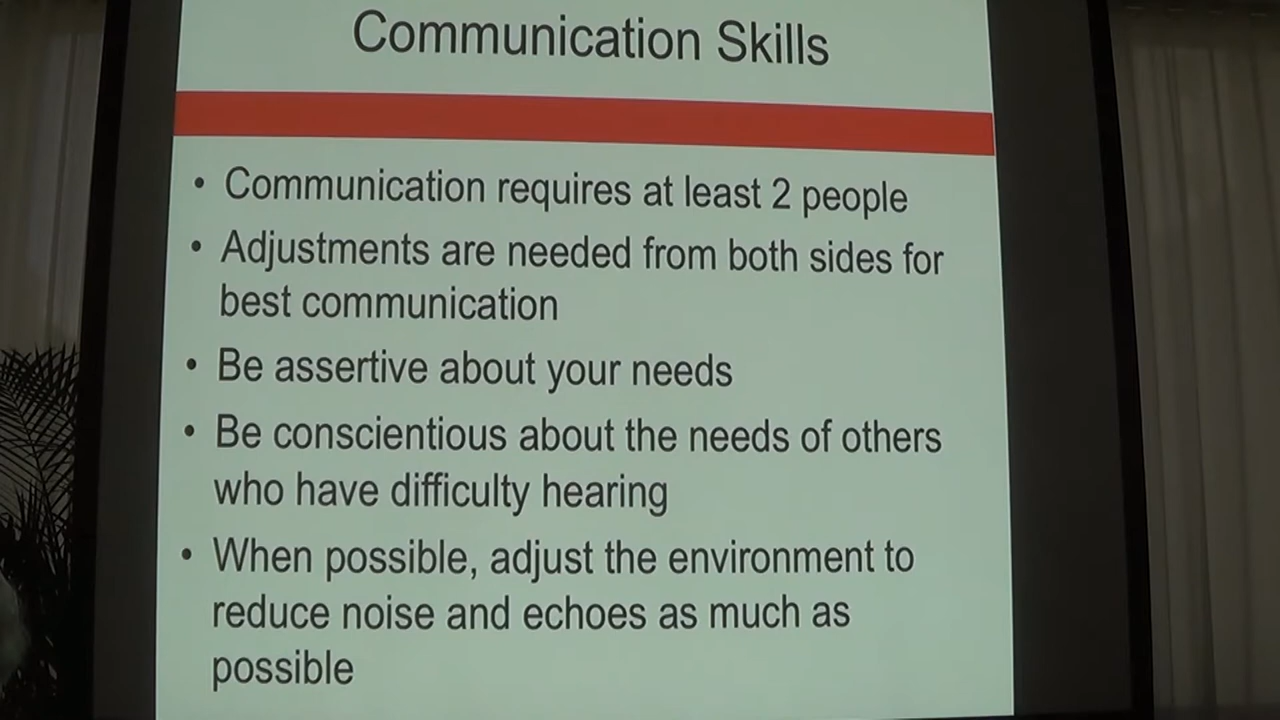 Communication Skills
• Communication requires at least 2 people
• Adjustments are needed from both sides for
best communication
• Be assertive about your needs
• Be conscientious about the needs of others
who have difficulty hearing
• When possible, adjust the environment to
reduce noise and echoes as much as
possible